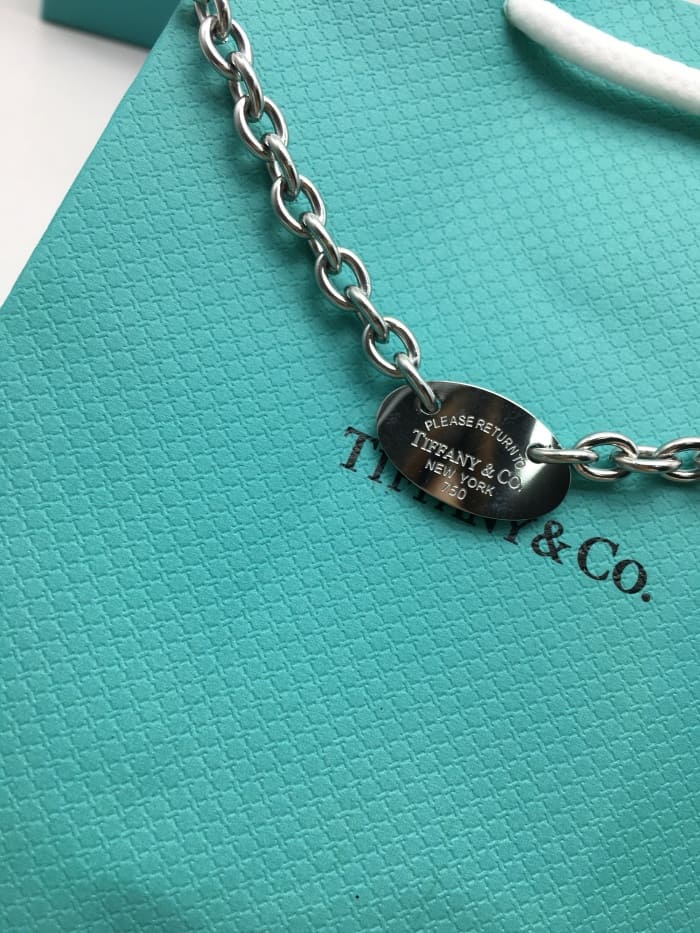 PLEASE RETURN TO
TIFFANY & CO.
NEW YORK
750
TIFFANY & CO.